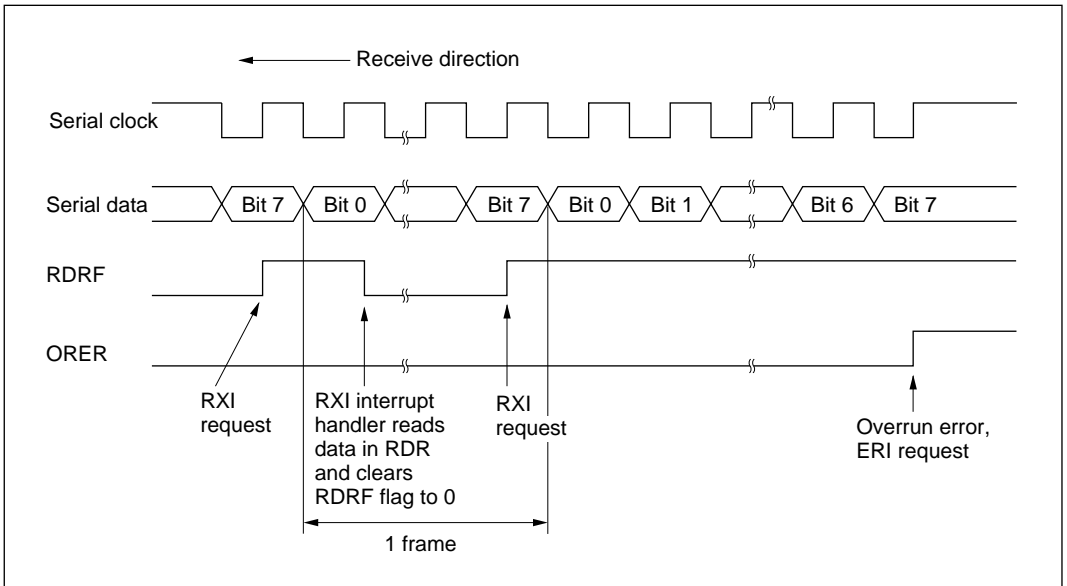 Receive direction
Serial clock
Serial data
Bit 7
Bit 0
Bit 7
Bit 0
Bit 1
Bit 6
Bit 7
RDRF
ORER
RXI
request
RXI interrupt
handler reads
data in RDR
and clears
RDRF flag to 0
RXI
request
Overrun error,
ERI request
1 frame